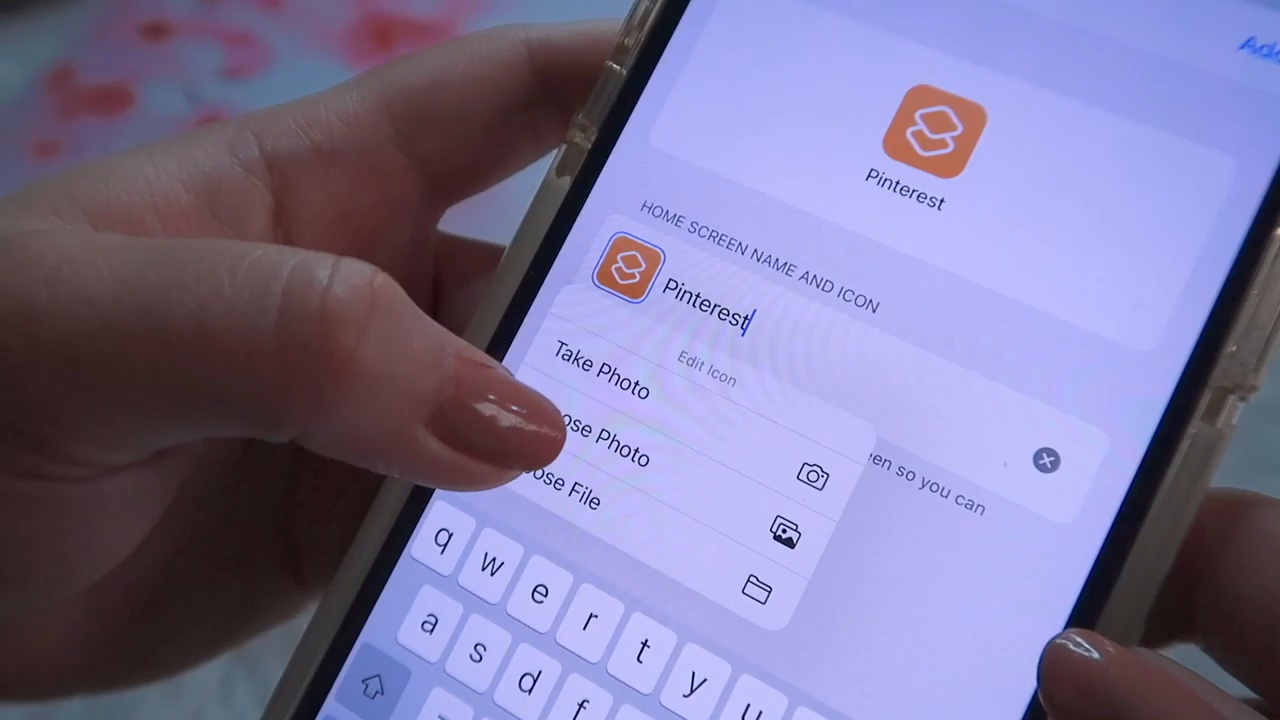 Pinterest
HOME SCREEN NAME AND ICON
Pinterest
Edit Icon
Take Photo
ose Photo
ose File
en so you can
q w e r t y u
a s d f